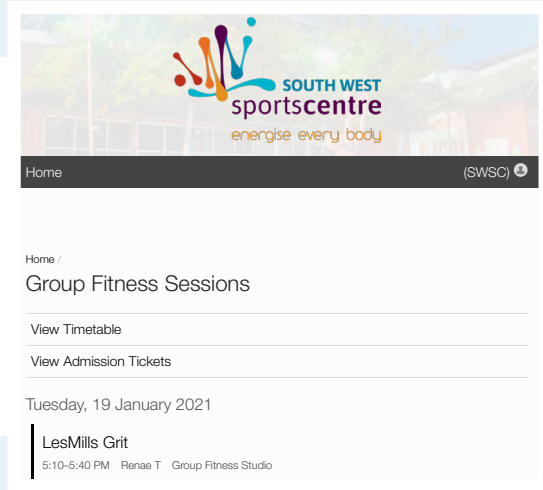 SOUTH WEST
sportscentre
energise every body
Home (SWSC)
Home /
Group Fitness Sessions
View Timetable
View Admission Tickets
Tuesday, 19 January 2021
LesMills Grit
5:10–5:40 PM Renae T Group Fitness Studio